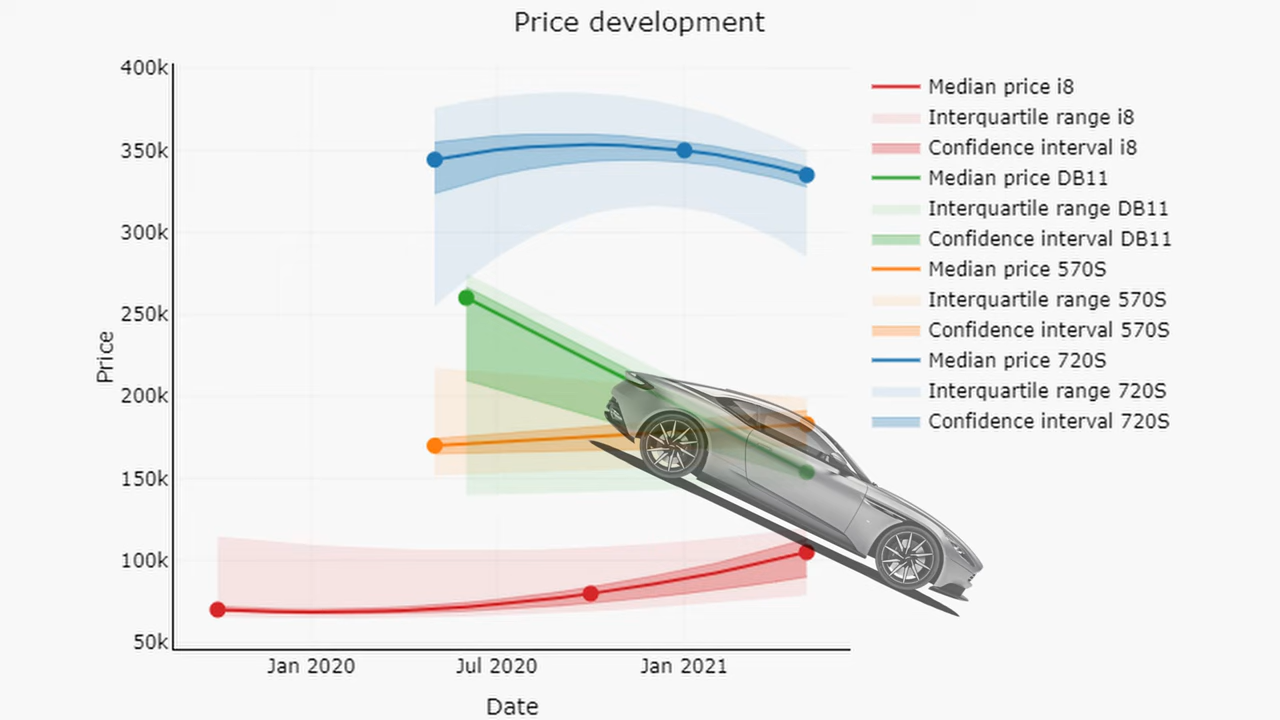 Price development
400k
350k
300k
250k
200k
150k
100k
50k
Price
Jan 2020
Jul 2020
Jan 2021
Date
Median price i8
Interquartile range i8
Confidence interval i8
Median price DB11
Interquartile range DB11
Confidence interval DB11
Median price 570S
Interquartile range 570S
Confidence interval 570S
Median price 720S
Interquartile range 720S
Confidence interval 720S